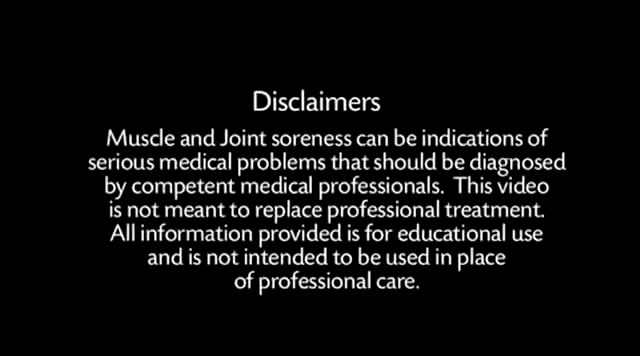 Disclaimers
Muscle and Joint soreness can be indications of
serious medical problems that should be diagnosed
by competent medical professionals. This video
is not meant to replace professional treatment.
All information provided is for educational use
and is not intended to be used in place
of professional care.